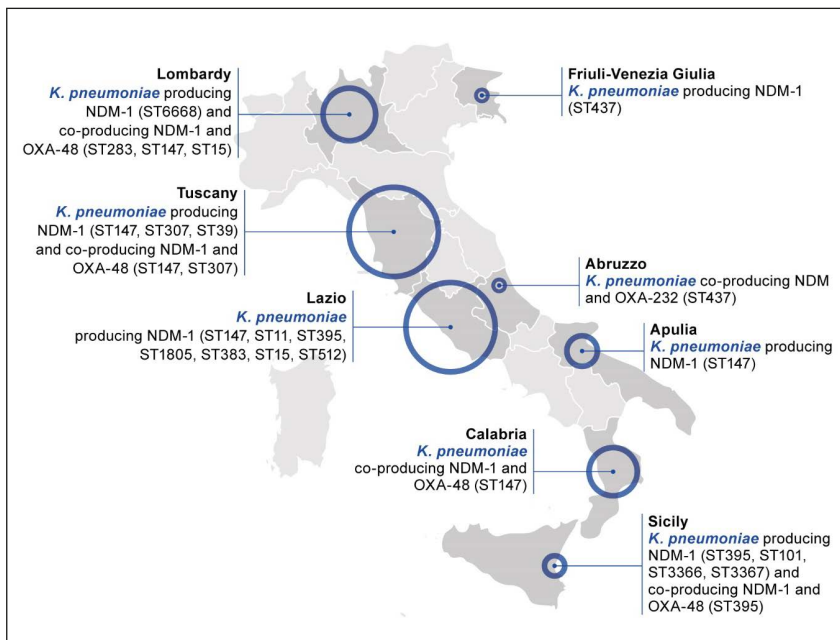 Lombardy
K. pneumoniae producing
NDM-1 (ST6668) and
co-producing NDM-1 and
OXA-48 (ST283, ST147, ST15)
Friuli-Venezia Giulia
K. pneumoniae producing NDM-1
(ST437)
Tuscany
K. pneumoniae producing
NDM-1 (ST147, ST307, ST39)
and co-producing NDM-1 and
OXA-48 (ST147, ST307)
Abruzzo
K. pneumoniae co-producing NDM
and OXA-232 (ST437)
Lazio
K. pneumoniae
producing NDM-1 (ST147, ST11, ST395,
ST1805, ST383, ST15, ST512)
Apulia
K. pneumoniae producing
NDM-1 (ST147)
Calabria
K. pneumoniae
co-producing NDM-1 and
OXA-48 (ST147)
Sicily
K. pneumoniae producing
NDM-1 (ST395, ST101,
ST3366, ST3367) and
co-producing NDM-1 and
OXA-48 (ST395)